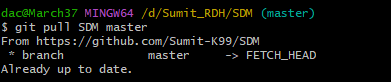 dac@March37 MINGW64 /d/Sumit_RDH/SDM (master)
$ git pull SDM master
From https://github.com/Sumit-K99/SDM
 * branch            master     -> FETCH_HEAD
Already up to date.